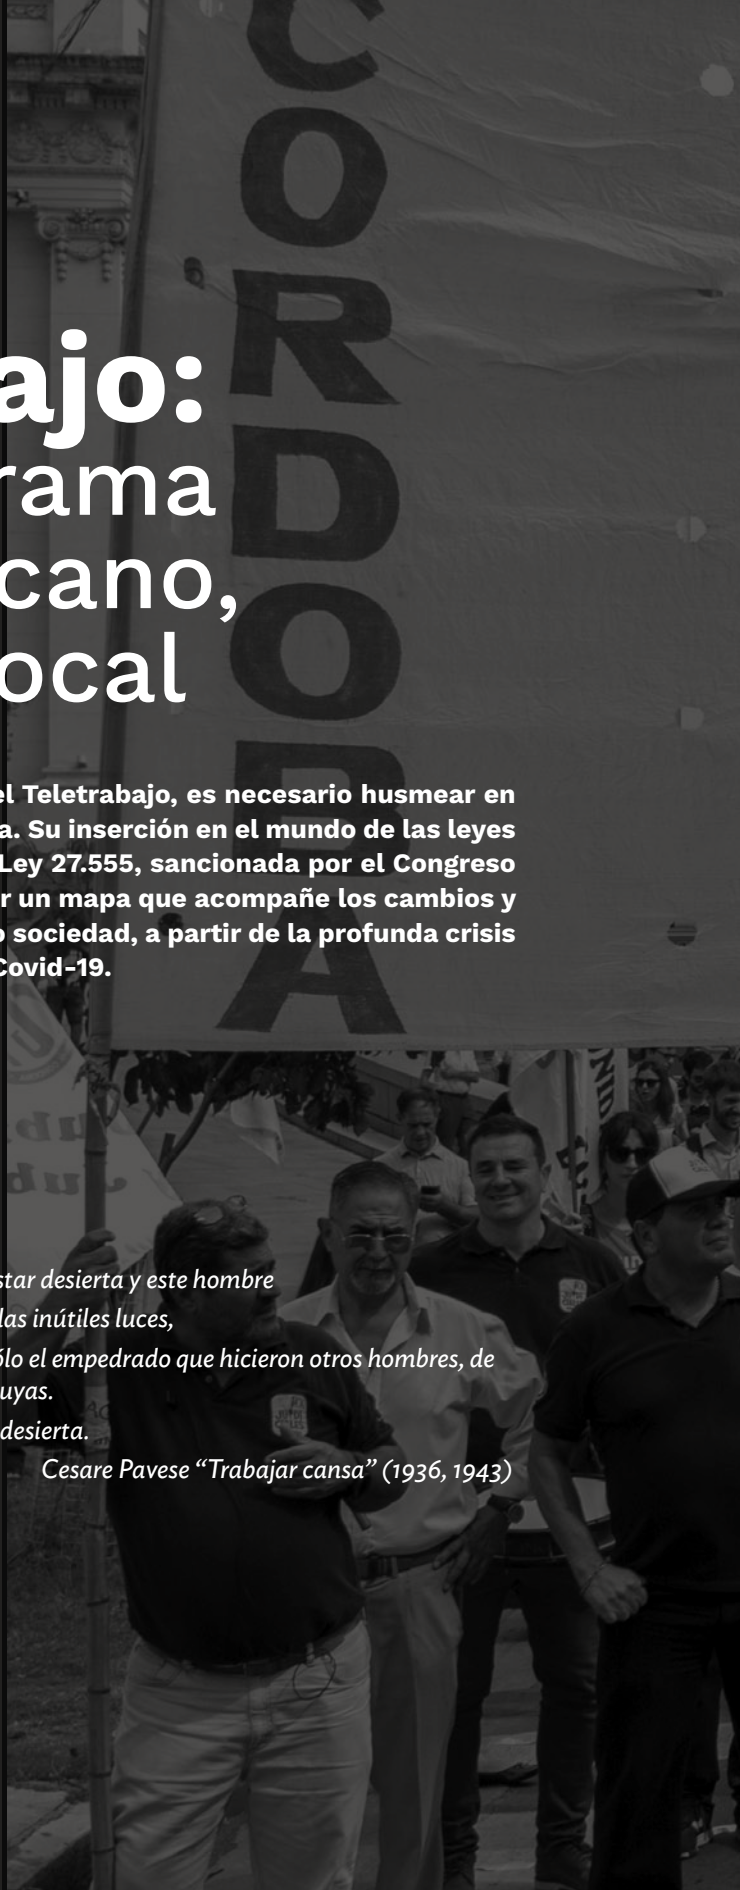 CORDOBA
ajo:
rama
cano,
ocal
el Teletrabajo, es necesario husmear en
a. Su inserción en el mundo de las leyes
Ley 27.555, sancionada por el Congreso
r un mapa que acompañe los cambios y
o sociedad, a partir de la profunda crisis
Covid-19.
star desierta y este hombre
las inútiles luces,
ólo el empedrado que hicieron otros hombres, de
uyas.
desierta.
Cesare Pavese “Trabajar cansa” (1936, 1943)